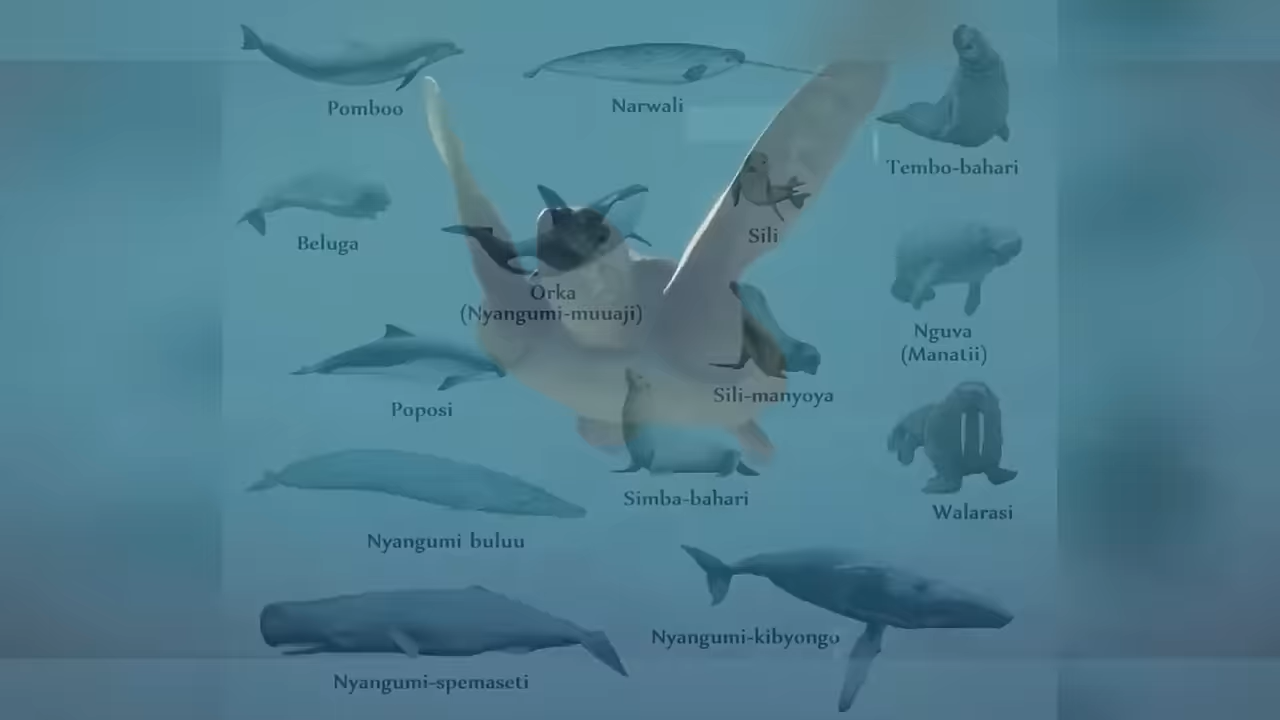 Pomboo
Narwali
Tembo-bahari
Beluga
Sili
Orka
(Nyangumi-muuaji)
Nguva
(Manatii)
Poposi
Sili-manyoya
Simba-bahari
Walarasi
Nyangumi buluu
Nyangumi-kibyongo
Nyangumi-spemaseti